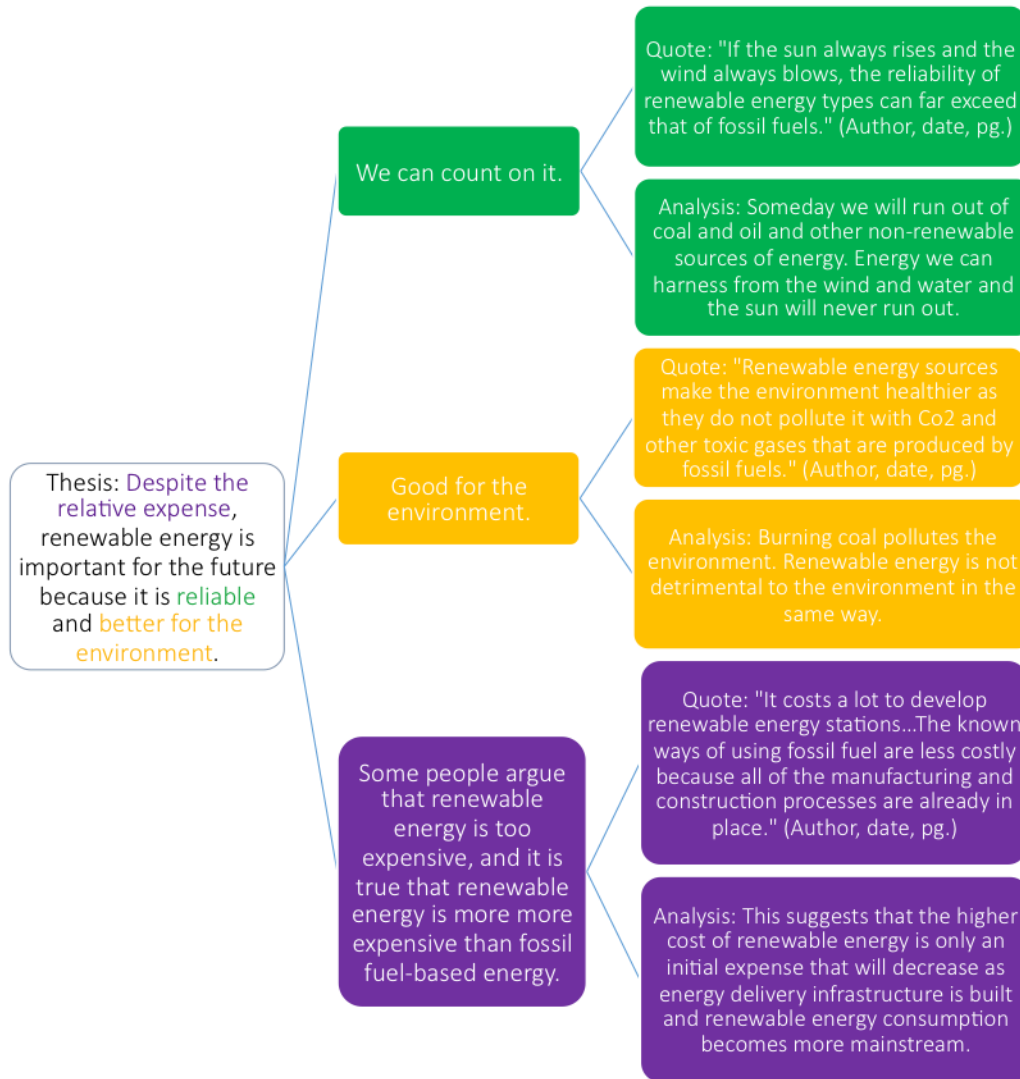 Thesis: Despite the
relative expense,
renewable energy is
important for the future
because it is reliable
and better for the
environment.
We can count on it.
Quote: "If the sun always rises and the
wind always blows, the reliability of
renewable energy types can far exceed
that of fossil fuels." (Author, date, pg.)
Analysis: Someday we will run out of
coal and oil and other non-renewable
sources of energy. Energy we can
harness from the wind and water and
the sun will never run out.
Good for the
environment.
Quote: "Renewable energy sources
make the environment healthier as
they do not pollute it with Co2 and
other toxic gases that are produced by
fossil fuels." (Author, date, pg.)
Analysis: Burning coal pollutes the
environment. Renewable energy is not
detrimental to the environment in the
same way.
Some people argue
that renewable
energy is too
expensive, and it is
true that renewable
energy is more more
expensive than fossil
fuel-based energy.
Quote: "It costs a lot to develop
renewable energy stations...The known
ways of using fossil fuel are less costly
because all of the manufacturing and
construction processes are already in
place." (Author, date, pg.)
Analysis: This suggests that the higher
cost of renewable energy is only an
initial expense that will decrease as
energy delivery infrastructure is built
and renewable energy consumption
becomes more mainstream.